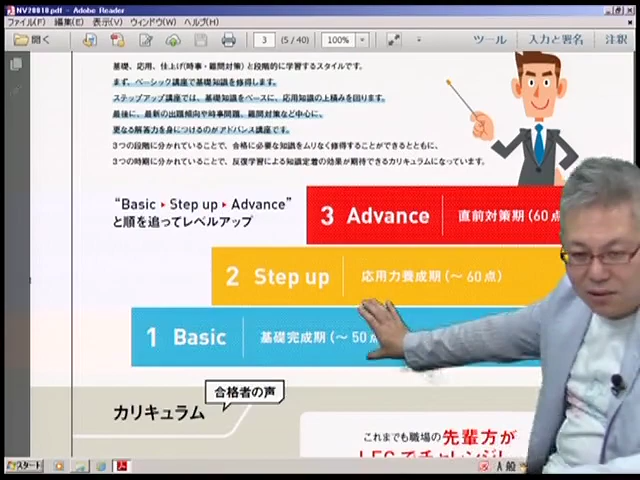 NV20010.pdf - Adobe Reader
ファイル(F) 編集(E) 表示(V) ウィンドウ(W) ヘルプ(H)
開く 3 (5 / 40) 100% ツール 入力と署名 注釈
基礎、応用、仕上げ(時事・難問対策)と段階的に学習するスタイルです。
まず、ベーシック講座で基礎知識を修得します。
ステップアップ講座では、基礎知識をベースに、応用知識の上積みを図ります。
最後に、最新の出題傾向や時事問題、難問対策など中心に、
更なる解答力を身につけるのがアドバンス講座です。
3つの段階に分かれていることで、合格に必要な知識をムリなく修得することができるとともに、
3つの時期に分かれていることで、反復学習による知識定着の効果が期待できるカリキュラムになっています。
“Basic ▸ Step up ▸ Advance”
と順を追ってレベルアップ
3 Advance 直前対策期(60点
2 Step up 応用力養成期(～60点)
1 Basic 基礎完成期(～50点
合格者の声
カリキュラム
これまでも職場の先輩方が
LECでチャレンジし
スタート
A 般